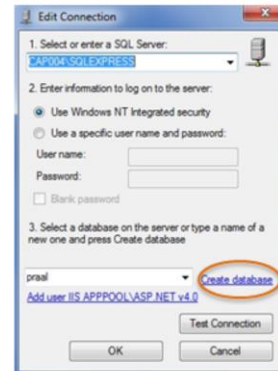 Edit Connection
1. Select or enter a SQL Server:
CAP004\SQLEXPRESS
2. Enter information to log on to the server:
Use Windows NT Integrated security
Use a specific user name and password:
User name:
Password:
Blank password
3. Select a database on the server or type a name of a
new one and press Create database
praal
Create database
Add user IIS APPPOOL\ASP.NET v4.0
Test Connection
OK
Cancel